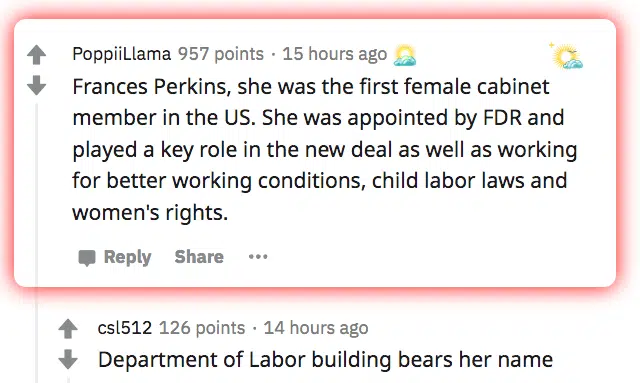 PoppiiLlama 957 points · 15 hours ago
Frances Perkins, she was the first female cabinet
member in the US. She was appointed by FDR and
played a key role in the new deal as well as working
for better working conditions, child labor laws and
women's rights.
Reply Share ···
csl512 126 points · 14 hours ago
Department of Labor building bears her name